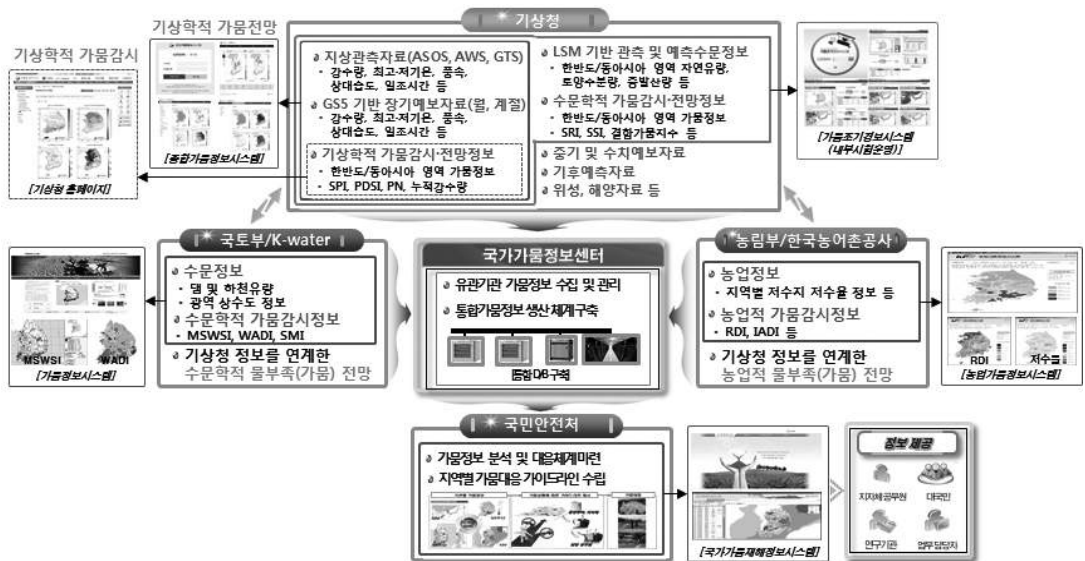 기상청
기상학적 가뭄전망
기상학적 가뭄감시
[종합가뭄정보시스템]
[기상청 홈페이지]
지상관측자료(ASOS, AWS, GTS)
· 강수량, 최고·저기온, 풍속,
상대습도, 일조시간 등
GS5 기반 장기예보자료(월, 계절)
· 강수량, 최고·저기온, 풍속,
상대습도, 일조시간 등
기상학적 가뭄감시·전망정보
· 한반도/동아시아 영역 가뭄정보
· SPI, PDSI, PN, 누적강수량
LSM 기반 관측 및 예측수문정보
· 한반도/동아시아 영역 자연유량,
토양수분량, 증발산량 등
수문학적 가뭄감시·전망정보
· 한반도/동아시아 영역 가뭄정보
· SRI, SSI, 결합가뭄지수 등
중기 및 수치예보자료
기후예측자료
위성, 해양자료 등
[가뭄조기경보시스템
(내부시험운영)]
국토부/K-water
수문정보
· 댐 및 하천유량
· 광역 상수도 정보
수문학적 가뭄감시정보
· MSWSI, WADI, SMI
기상청 정보를 연계한
수문학적 물부족(가뭄) 전망
MSWSI
WADI
[가뭄정보시스템]
국가가뭄정보센터
유관기관 가뭄정보 수집 및 관리
통합가뭄정보 생산 체계 구축
[통합DB구축]
농림부/한국농어촌공사
농업정보
· 지역별 저수지 저수율 정보 등
농업적 가뭄감시정보
· RDI, IADI 등
기상청 정보를 연계한
농업적 물부족(가뭄) 전망
RDI
저수율
[농업가뭄정보시스템]
국민안전처
가뭄정보 분석 및 대응체계마련
지역별 가뭄대응 가이드라인 수립
[국가가뭄재해정보시스템]
정보 제공
지자체공무원
대국민
연구기관
업무담당자